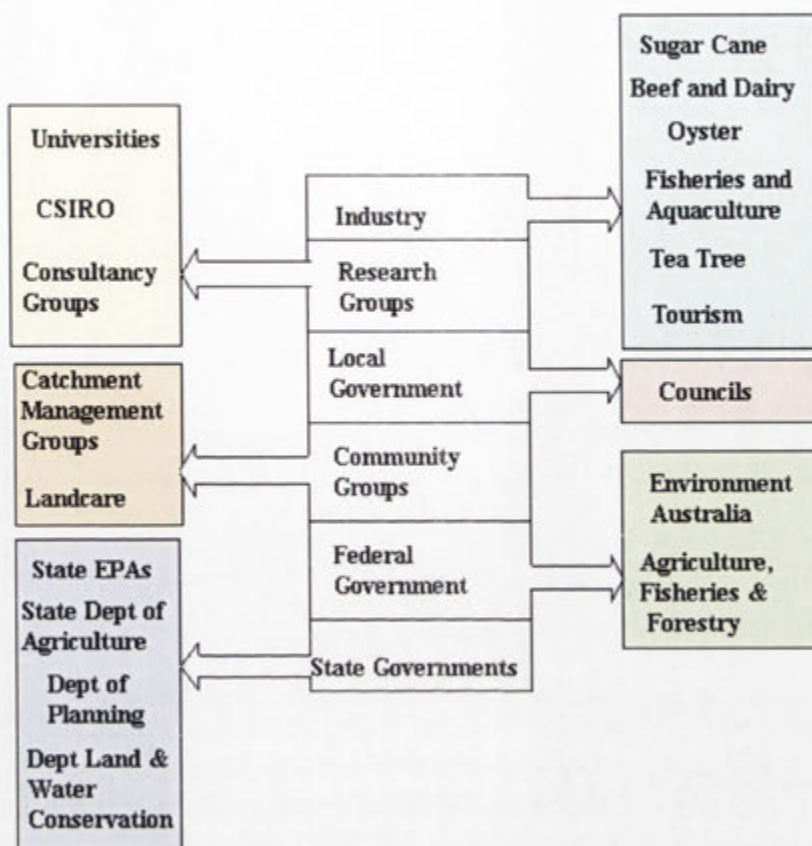 Universities
CSIRO
Consultancy
Groups
Catchment
Management
Groups
Landcare
State EPAs
State Dept of
Agriculture
Dept of
Planning
Dept Land &
Water
Conservation
Industry
Research
Groups
Local
Government
Community
Groups
Federal
Government
State Governments
Sugar Cane
Beef and Dairy
Oyster
Fisheries and
Aquaculture
Tea Tree
Tourism
Councils
Environment
Australia
Agriculture,
Fisheries &
Forestry